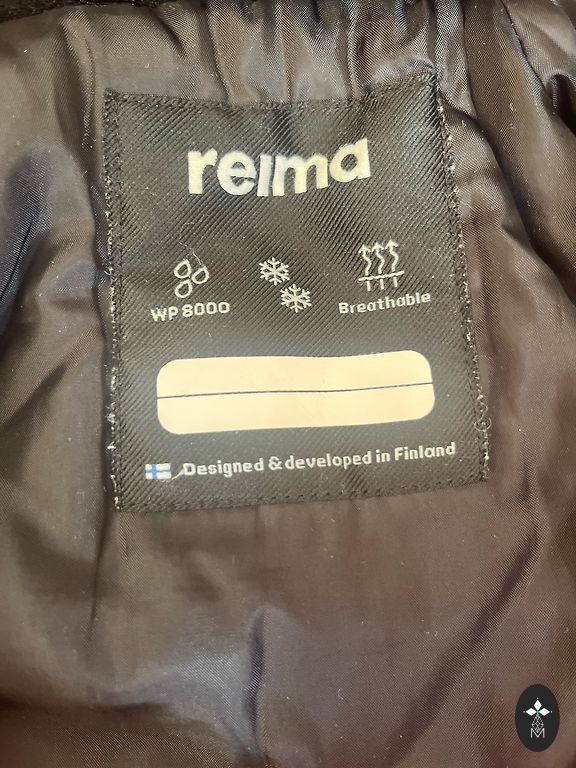 reima
WP 8000
Breathable
Designed & developed in Finland
M